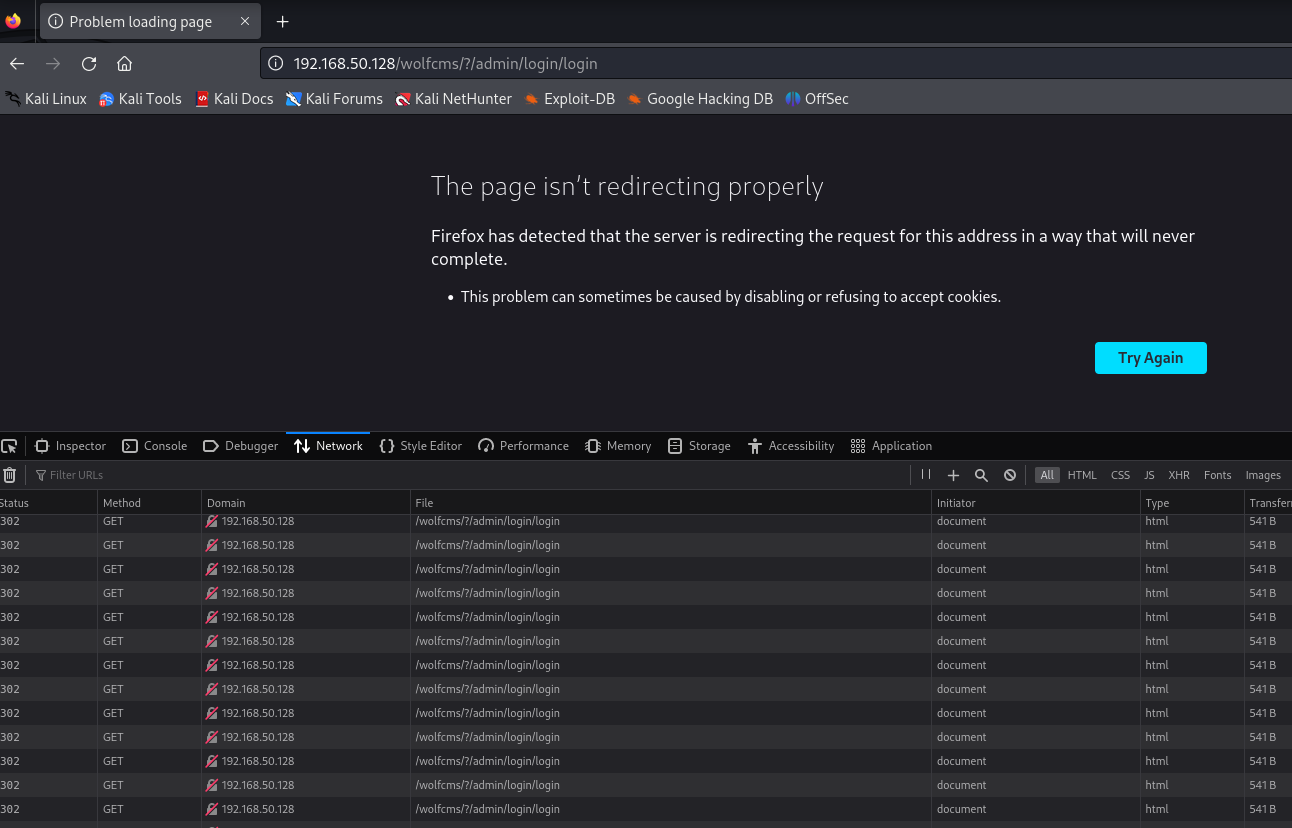 Problem loading page
192.168.50.128/wolfcms/?/admin/login/login
Kali Linux Kali Tools Kali Docs Kali Forums Kali NetHunter Exploit-DB Google Hacking DB OffSec
The page isn’t redirecting properly
Firefox has detected that the server is redirecting the request for this address in a way that will never
complete.
• This problem can sometimes be caused by disabling or refusing to accept cookies.
Try Again
Inspector Console Debugger Network Style Editor Performance Memory Storage Accessibility Application
Filter URLs All HTML CSS JS XHR Fonts Images
Status Method Domain File Initiator Type Transfer
302 GET 192.168.50.128 /wolfcms/?/admin/login/login document html 541 B
302 GET 192.168.50.128 /wolfcms/?/admin/login/login document html 541 B
302 GET 192.168.50.128 /wolfcms/?/admin/login/login document html 541 B
302 GET 192.168.50.128 /wolfcms/?/admin/login/login document html 541 B
302 GET 192.168.50.128 /wolfcms/?/admin/login/login document html 541 B
302 GET 192.168.50.128 /wolfcms/?/admin/login/login document html 541 B
302 GET 192.168.50.128 /wolfcms/?/admin/login/login document html 541 B
302 GET 192.168.50.128 /wolfcms/?/admin/login/login document html 541 B
302 GET 192.168.50.128 /wolfcms/?/admin/login/login document html 541 B
302 GET 192.168.50.128 /wolfcms/?/admin/login/login document html 541 B
302 GET 192.168.50.128 /wolfcms/?/admin/login/login document html 541 B
302 GET 192.168.50.128 /wolfcms/?/admin/login/login document html 541 B
302 GET 192.168.50.128 /wolfcms/?/admin/login/login document html 541 B